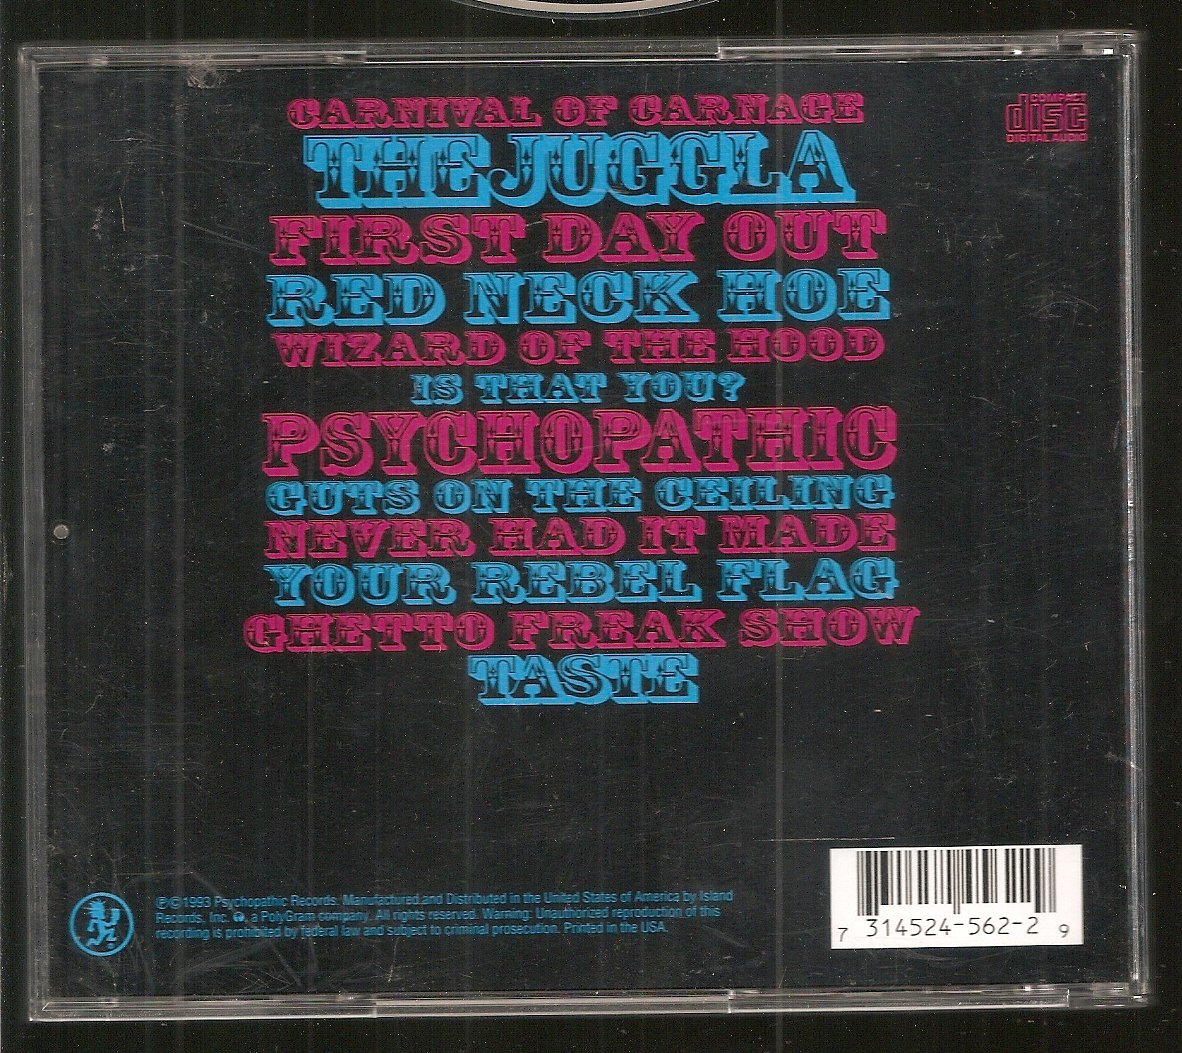 CARNIVAL OF CARNAGE
THE JUGGLA
FIRST DAY OUT
RED NECK HOE
WIZARD OF THE HOOD
IS THAT YOU?
PSYCHOPATHIC
GUTS ON THE CEILING
NEVER HAD IT MADE
YOUR REBEL FLAG
GHETTO FREAK SHOW
TASTE
COMPACT
disc
DIGITAL AUDIO
℗©1993 Psychopathic Records. Manufactured and Distributed in the United States of America by Island
Records, Inc. , a PolyGram company. All rights reserved. Warning: Unauthorized reproduction of this
recording is prohibited by federal law and subject to criminal prosecution. Printed in the USA.
7 314524-562-2 9